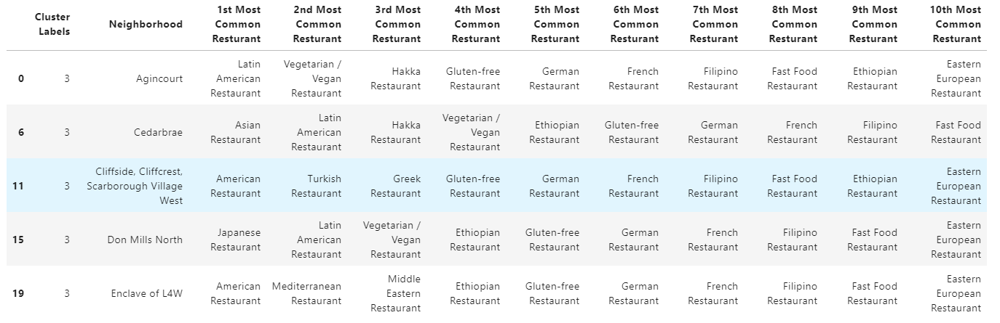 Cluster Labels Neighborhood 1st Most Common Resturant 2nd Most Common Resturant 3rd Most Common Resturant 4th Most Common Resturant 5th Most Common Resturant 6th Most Common Resturant 7th Most Common Resturant 8th Most Common Resturant 9th Most Common Resturant 10th Most Common Resturant
0 3 Agincourt Latin American Restaurant Vegetarian / Vegan Restaurant Hakka Restaurant Gluten-free Restaurant German Restaurant French Restaurant Filipino Restaurant Fast Food Restaurant Ethiopian Restaurant Eastern European Restaurant
6 3 Cedarbrae Asian Restaurant Latin American Restaurant Hakka Restaurant Vegetarian / Vegan Restaurant Ethiopian Restaurant Gluten-free Restaurant German Restaurant French Restaurant Filipino Restaurant Fast Food Restaurant
11 3 Cliffside, Cliffcrest, Scarborough Village West American Restaurant Turkish Restaurant Greek Restaurant Gluten-free Restaurant German Restaurant French Restaurant Filipino Restaurant Fast Food Restaurant Ethiopian Restaurant Eastern European Restaurant
15 3 Don Mills North Japanese Restaurant Latin American Restaurant Vegetarian / Vegan Restaurant Ethiopian Restaurant Gluten-free Restaurant German Restaurant French Restaurant Filipino Restaurant Fast Food Restaurant Eastern European Restaurant
19 3 Enclave of L4W American Restaurant Mediterranean Restaurant Middle Eastern Restaurant Ethiopian Restaurant Gluten-free Restaurant German Restaurant French Restaurant Filipino Restaurant Fast Food Restaurant Eastern European Restaurant